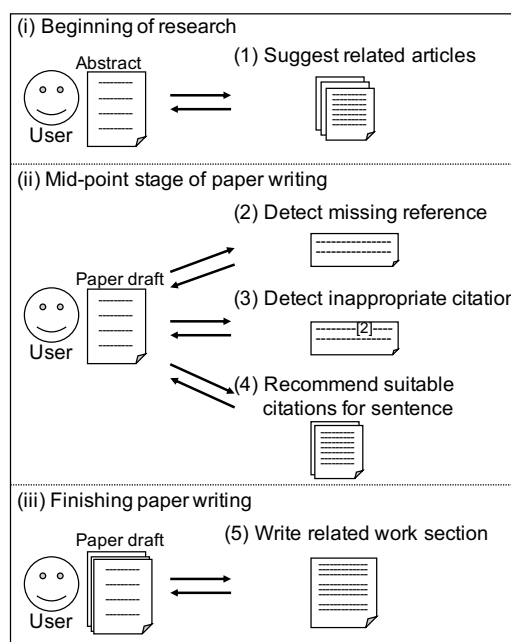 (i) Beginning of research
Abstract
User
(1) Suggest related articles
(ii) Mid-point stage of paper writing
(2) Detect missing reference
Paper draft
User
(3) Detect inappropriate citation
[2]
(4) Recommend suitable
citations for sentence
(iii) Finishing paper writing
Paper draft
User
(5) Write related work section